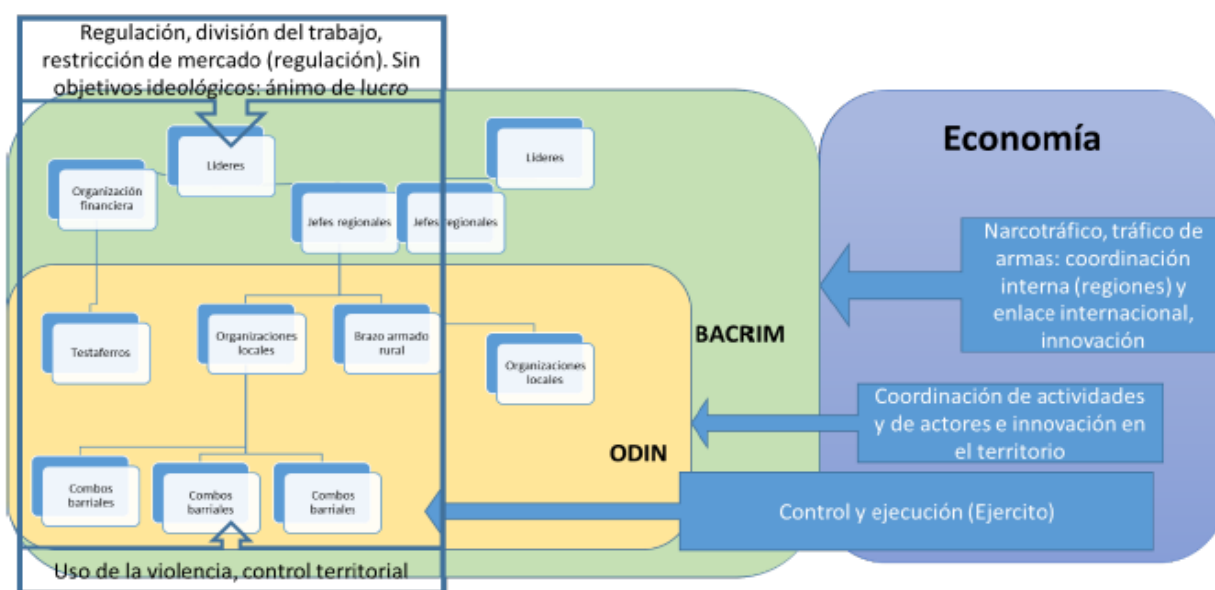 Regulación, división del trabajo,
restricción de mercado (regulación). Sin
objetivos ideológicos: ánimo de lucro
Economía
Líderes
Líderes
Organización
financiera
Jefes regionales
Jefes regionales
Narcotráfico, tráfico de
armas: coordinación
interna (regiones) y
enlace internacional,
innovación
Testaferros
Organizaciones
locales
Brazo armado
rural
Organizaciones
locales
BACRIM
Coordinación de actividades
y de actores e innovación en
el territorio
ODIN
Combos
barriales
Combos
barriales
Combos
barriales
Control y ejecución (Ejercito)
Uso de la violencia, control territorial